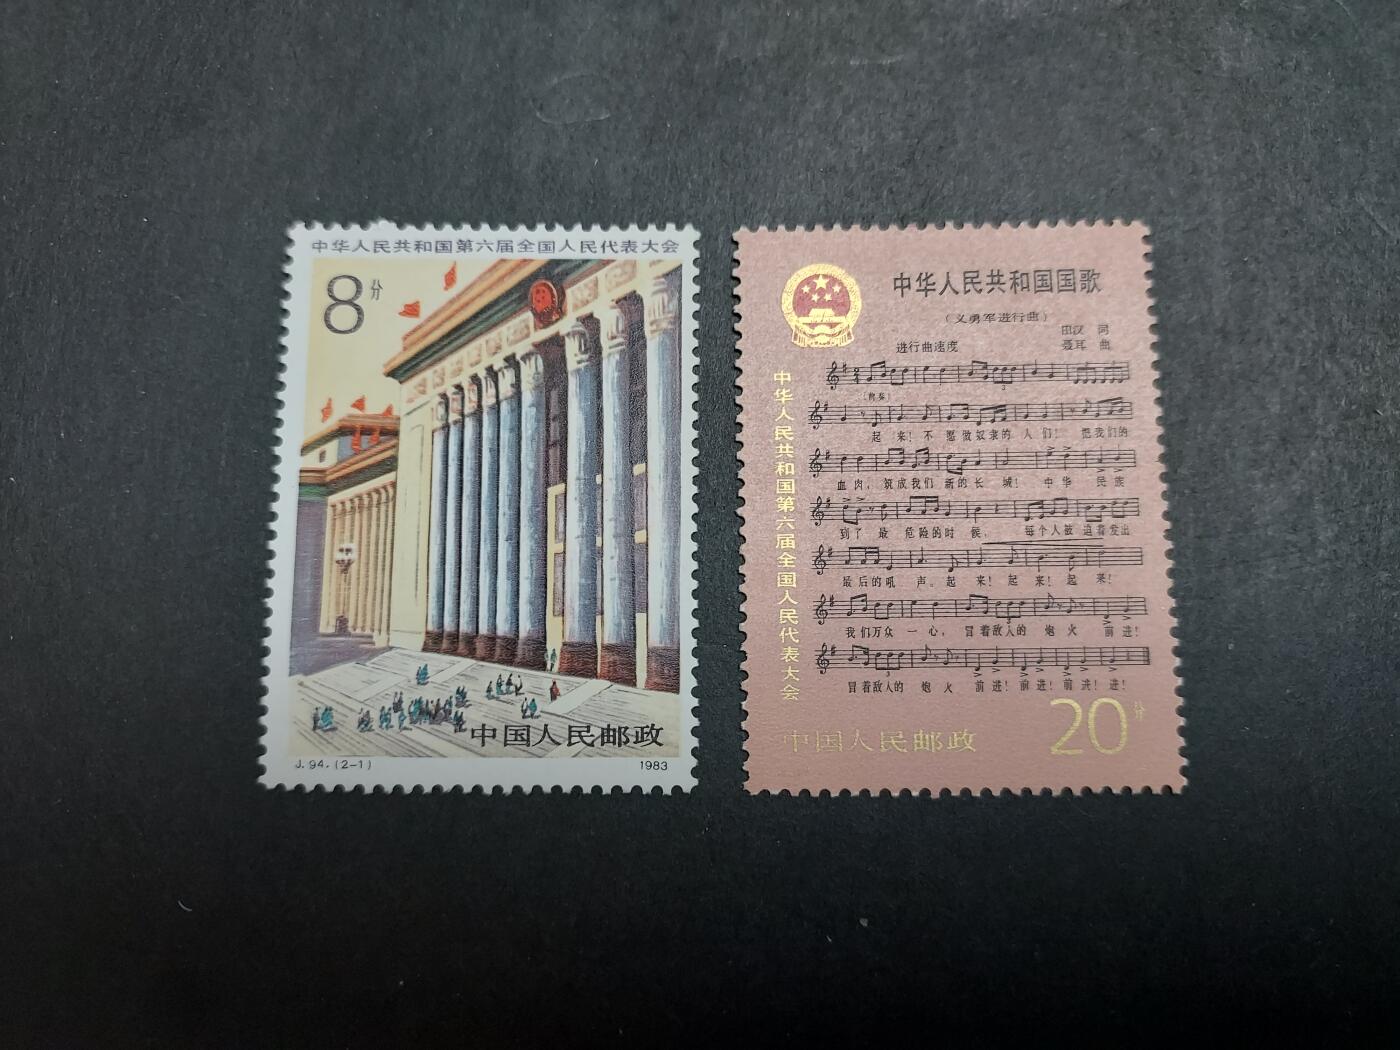 中华人民共和国第六届全国人民代表大会
8分
中国人民邮政
J.94.(2-1)
1983
中华人民共和国国歌
(义勇军进行曲)
田汉 词
进行曲速度
聂耳 曲
中华人民共和国第六届全国人民代表大会
(前奏)
起 来! 不 愿 做 奴 隶 的 人 们! 把 我们 的
血 肉, 筑 成 我们 新 的 长 城! 中 华 民 族
到 了 最 危险 的 时 候, 每 个 人 被 迫 着 发出
最 后 的 吼 声。 起 来! 起 来! 起 来!
我们 万众 一 心, 冒 着 敌人的 炮 火 前 进!
冒 着 敌人的 炮 火 前 进! 前 进! 前 进! 进!
20分
中国人民邮政